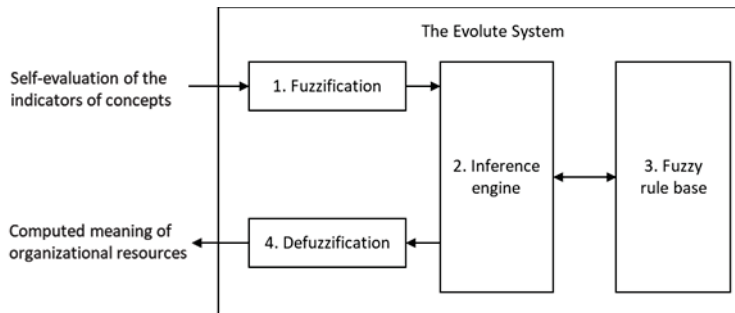 The Evolute System
Self-evaluation of the
indicators of concepts
1. Fuzzification
2. Inference
engine
3. Fuzzy
rule base
Computed meaning of
organizational resources
4. Defuzzification